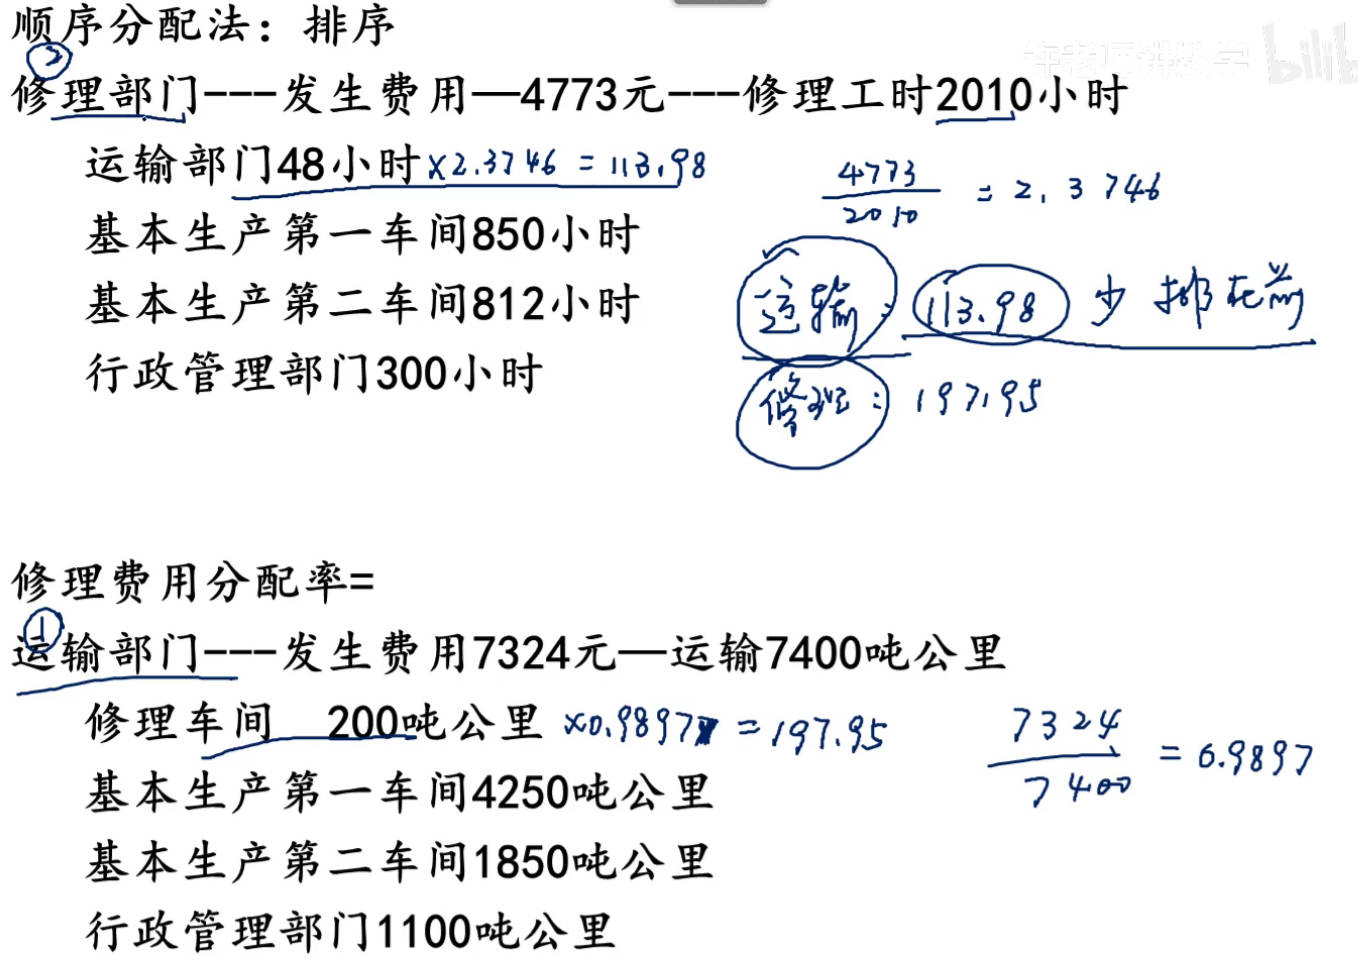 顺序分配法：排序
许老师讲数学 bilibili
②
修理部门---发生费用—4773元---修理工时2010小时
运输部门48小时×2.3746=113.98
4773/2010=2.3746
基本生产第一车间850小时
基本生产第二车间812小时
运输：113.98 少 排在前
行政管理部门300小时
修理：197.95
修理费用分配率=
①
运输部门---发生费用7324元—运输7400吨公里
修理车间 200吨公里×0.9897=197.95
7324/7400=0.9897
基本生产第一车间4250吨公里
基本生产第二车间1850吨公里
行政管理部门1100吨公里